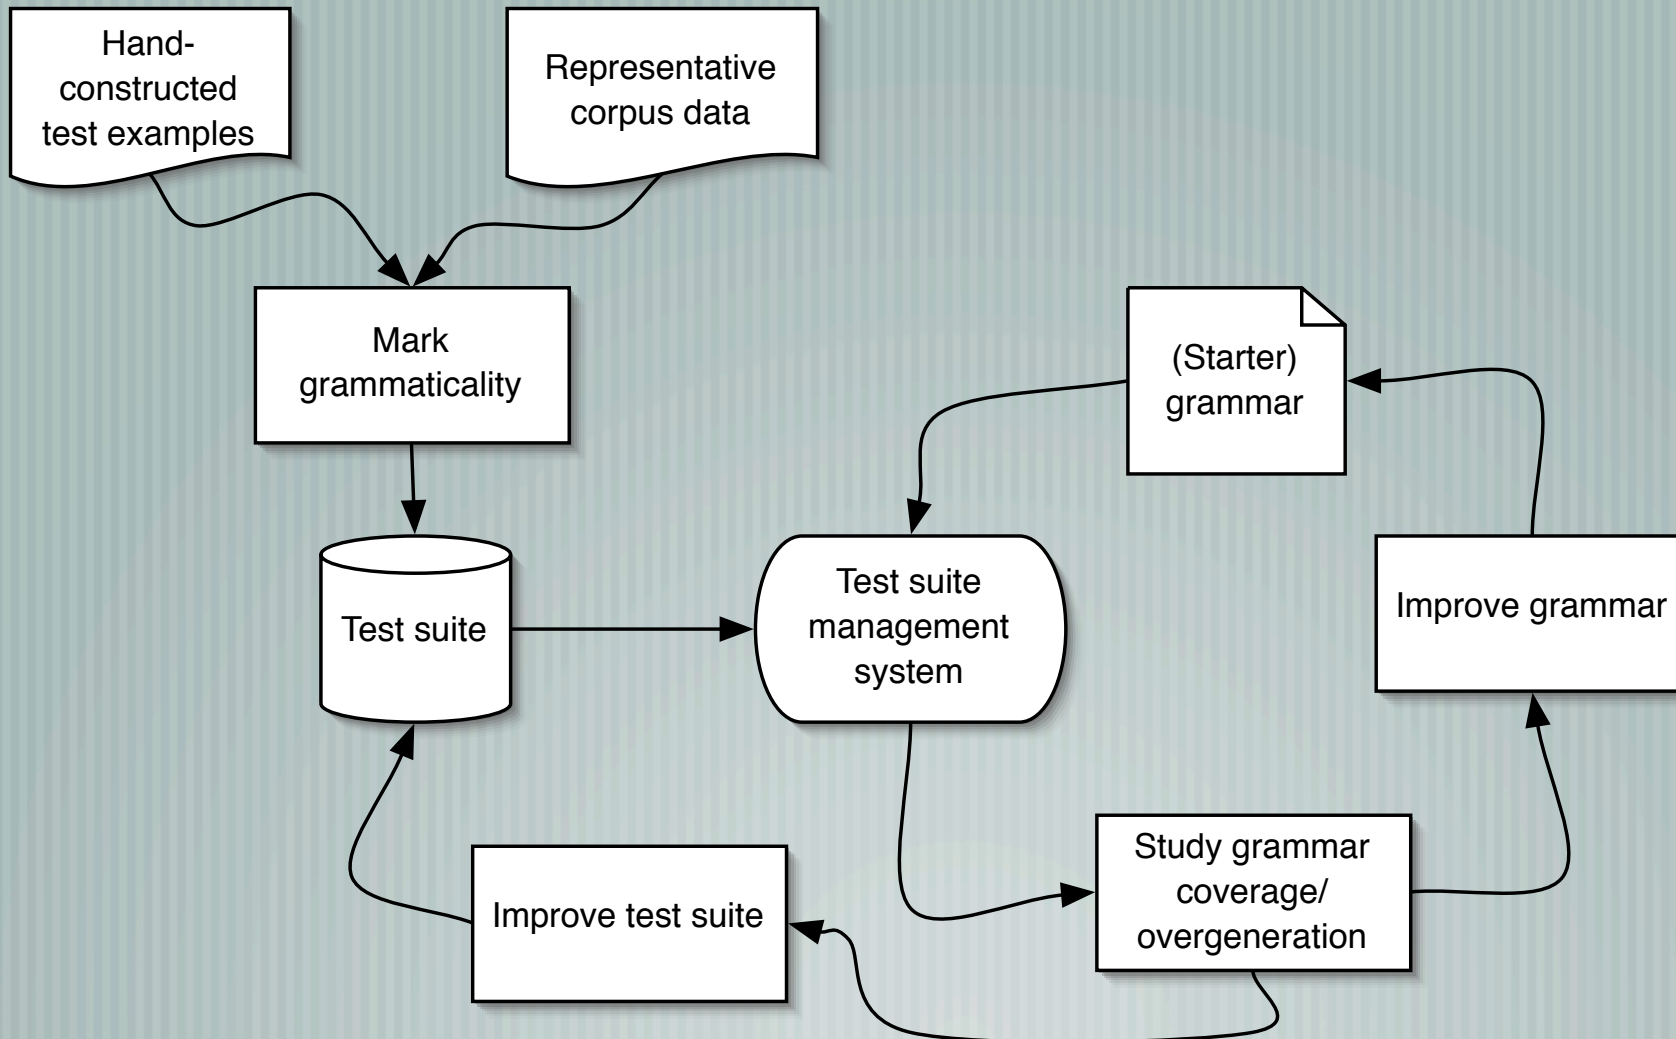 Hand-
constructed
test examples
Representative
corpus data
Mark
grammaticality
(Starter)
grammar
Test suite
Test suite
management
system
Improve grammar
Study grammar
coverage/
overgeneration
Improve test suite